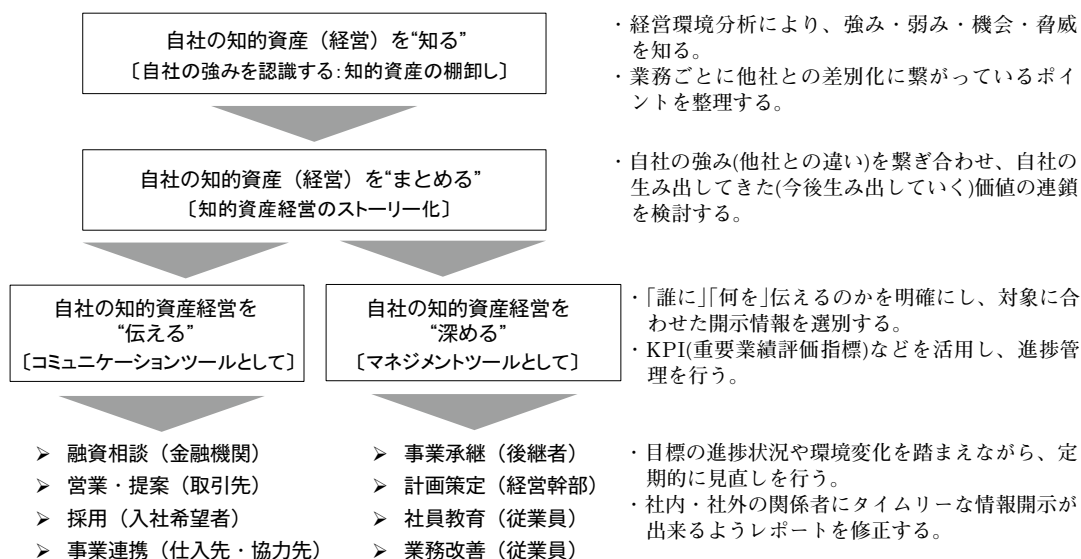 自社の知的資産（経営）を“知る”
〔自社の強みを認識する：知的資産の棚卸し〕
・経営環境分析により、強み・弱み・機会・脅威
を知る。
・業務ごとに他社との差別化に繋がっているポイ
ントを整理する。
自社の知的資産（経営）を“まとめる”
〔知的資産経営のストーリー化〕
・自社の強み(他社との違い)を繋ぎ合わせ、自社の
生み出してきた(今後生み出していく)価値の連鎖
を検討する。
自社の知的資産経営を
“伝える”
〔コミュニケーションツールとして〕
自社の知的資産経営を
“深める”
〔マネジメントツールとして〕
・「誰に」「何を」伝えるのかを明確にし、対象に合
わせた開示情報を選別する。
・KPI(重要業績評価指標)などを活用し、進捗管
理を行う。
➢ 融資相談（金融機関）
➢ 営業・提案（取引先）
➢ 採用（入社希望者）
➢ 事業連携（仕入先・協力先）
➢ 事業承継（後継者）
➢ 計画策定（経営幹部）
➢ 社員教育（従業員）
➢ 業務改善（従業員）
・目標の進捗状況や環境変化を踏まえながら、定
期的に見直しを行う。
・社内・社外の関係者にタイムリーな情報開示が
出来るようレポートを修正する。